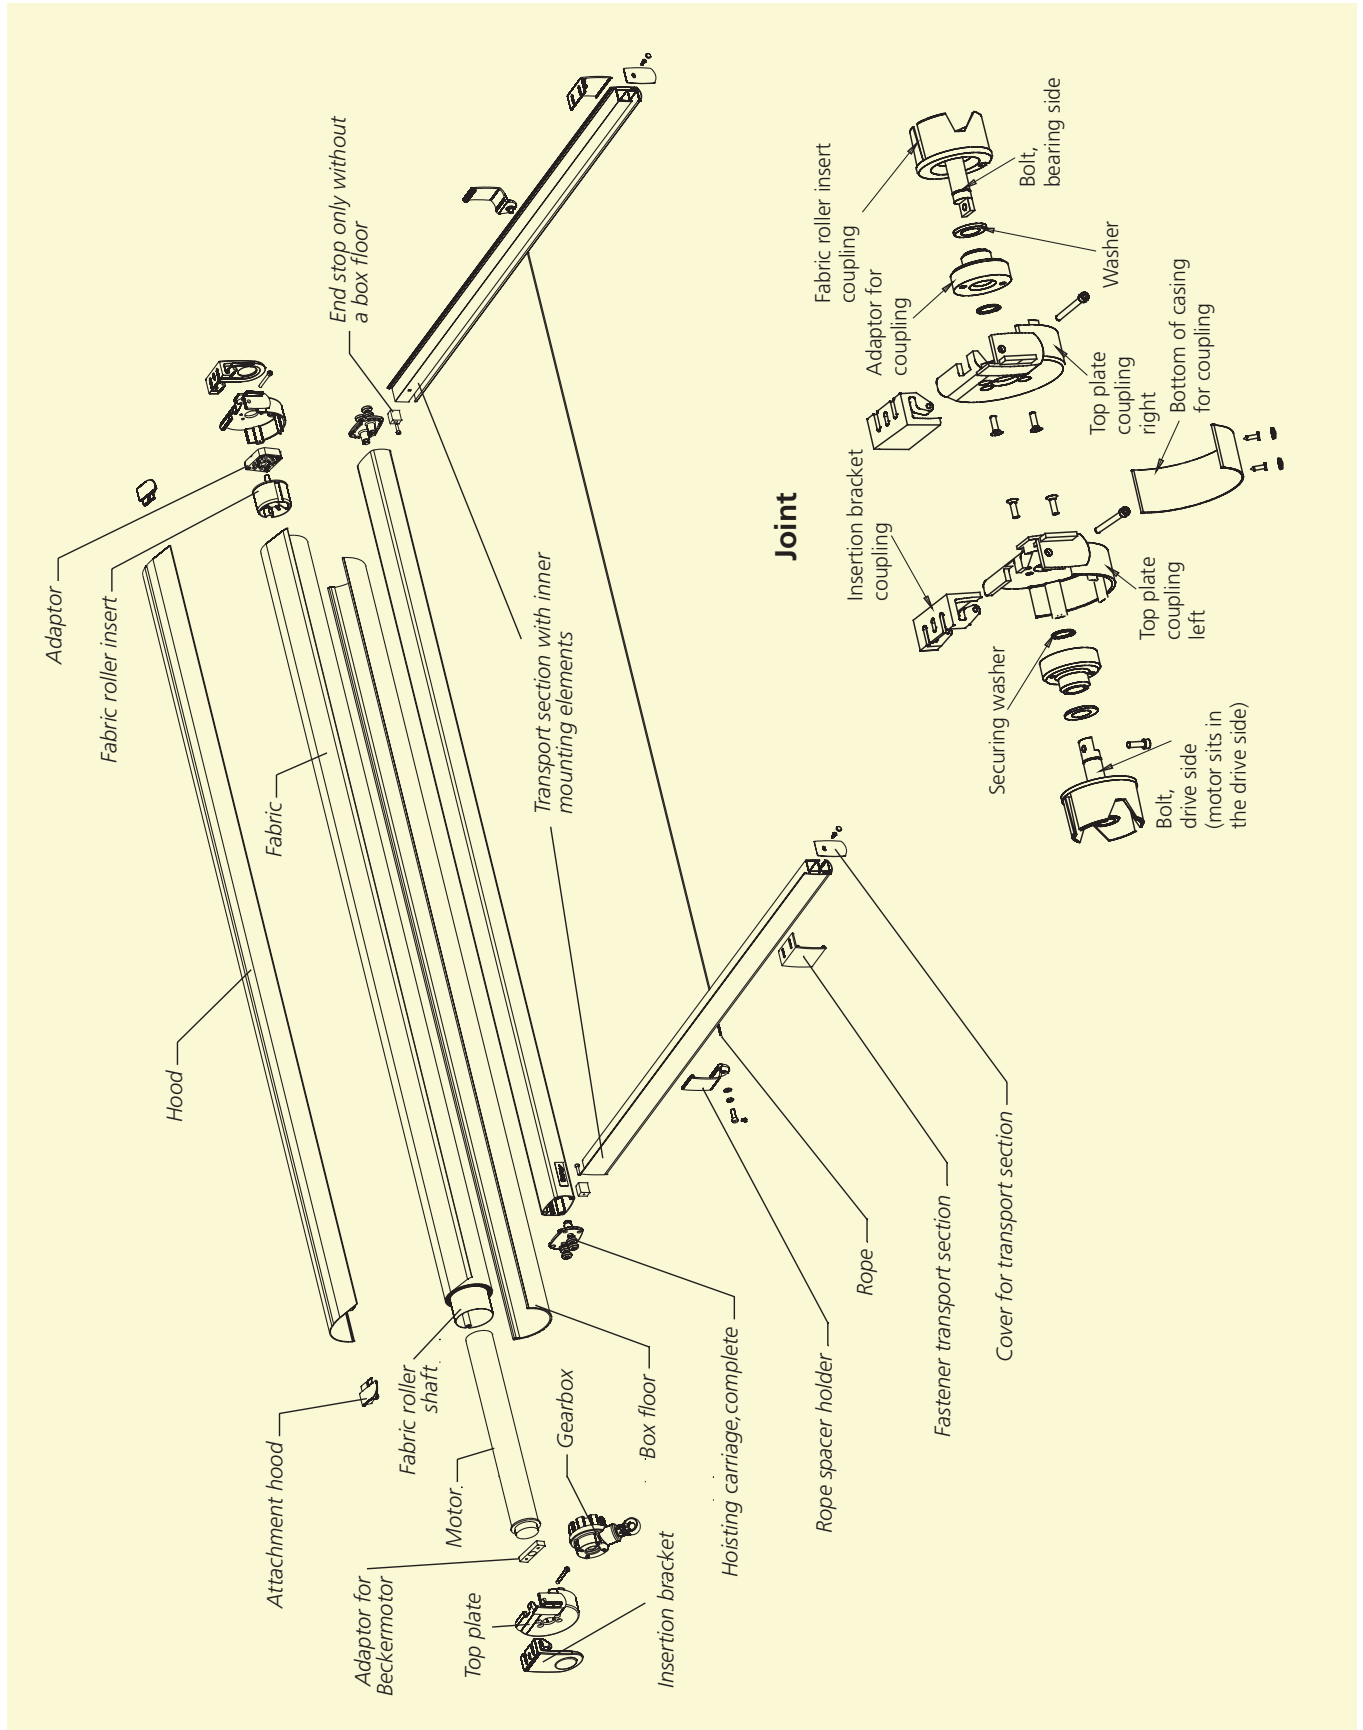 Adaptor
Fabric roller insert
Hood
Fabric
End stop only without
a box floor
Transport section with inner
mounting elements
Attachment hood
Fabric roller
shaft
Motor
Adaptor for
Beckermotor
Top plate
Gearbox
Box floor
Insertion bracket
Hoisting carriage,complete
Rope spacer holder
Rope
Fastener transport section
Cover for transport section
Joint
Fabric roller insert
coupling
Adaptor for
coupling
Bolt,
bearing side
Washer
Top plate
coupling
right
Bottom of casing
for coupling
Insertion bracket
coupling
Top plate
coupling
left
Securing washer
Bolt,
drive side
(motor sits in
the drive side)